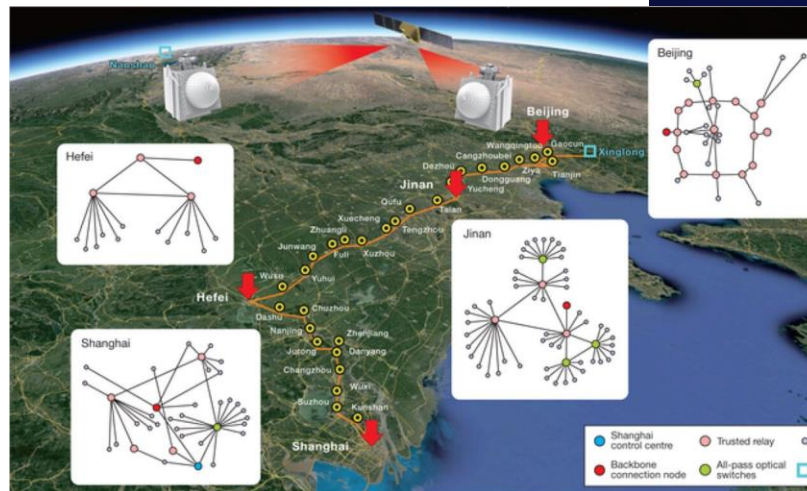 Nanshan
Beijing
Beijing
Wangqingtuo
Gaocun
Xinglong
Cangzhoubei
Dezhou
Ziya
Tianjin
Dongguang
Hefei
Jinan
Yucheng
Qufu
Taian
Xuecheng
Tengzhou
Zhuangli
Jinan
Junwang
Xuzhou
Fuli
Wuhe
Yuhui
Hefei
Chuzhou
Dashu
Nanjing
Zhenjiang
Shanghai
Jurong
Danyang
Changzhou
Wuxi
Suzhou
Kunshan
Shanghai
Shanghai
control centre
Trusted relay
Backbone
connection node
All-pass optical
switches